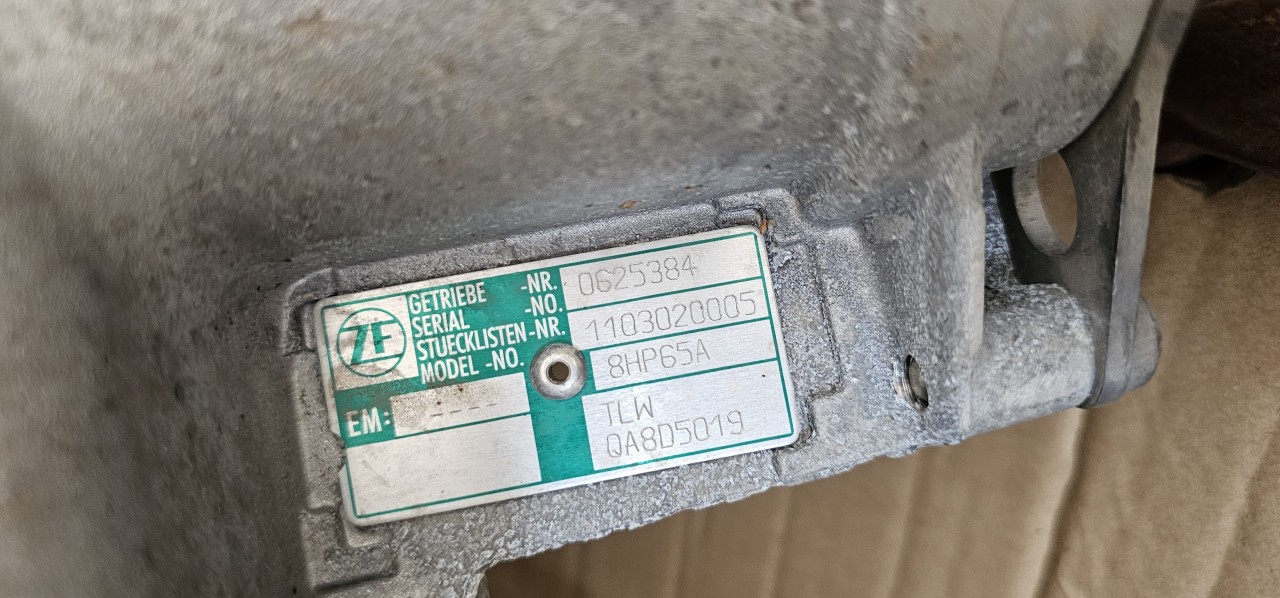 ZF
GETRIEBE -NR. 0625384
SERIAL -NO.
STUECKLISTEN-NR. 1103020005
MODEL -NO. 8HP65A
EM: ----
TLW
QA8D5019